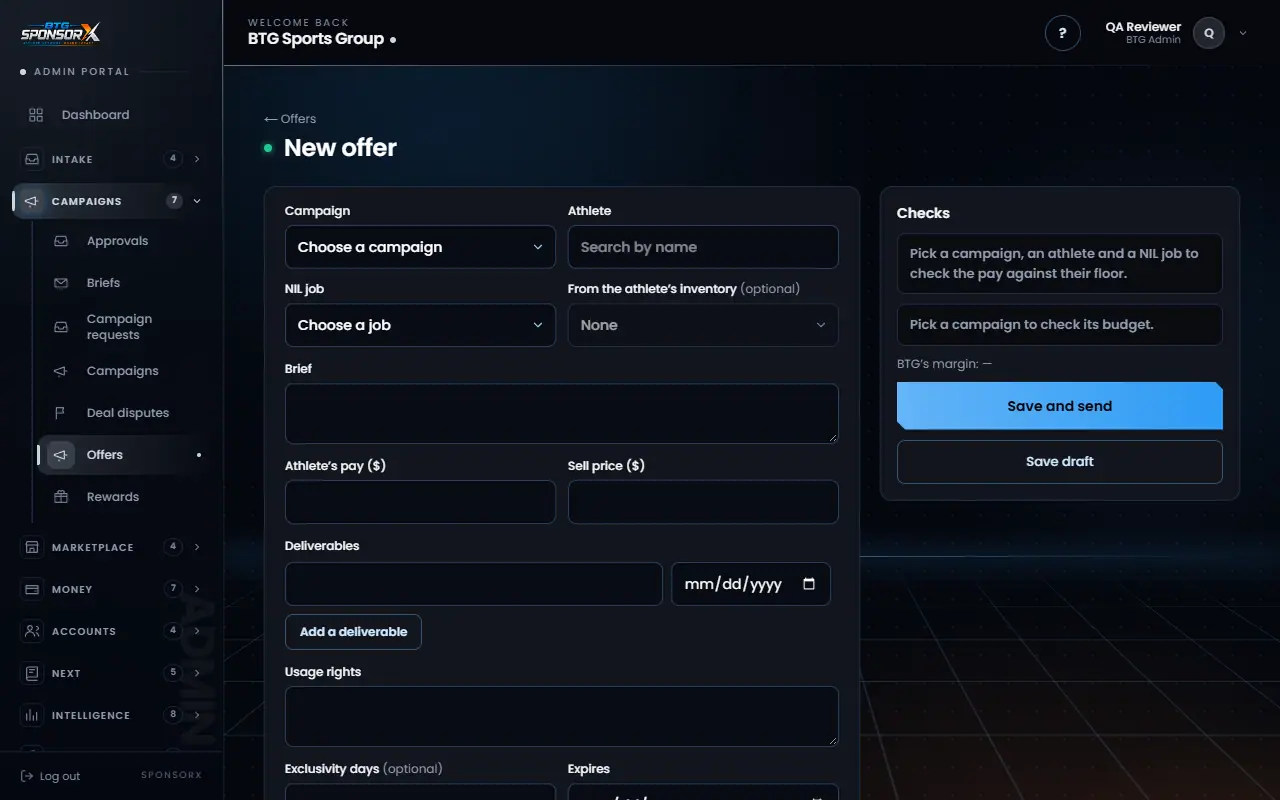 BTG
SPONSORX
ADMIN PORTAL
Dashboard
INTAKE 4
CAMPAIGNS 7
Approvals
Briefs
Campaign
requests
Campaigns
Deal disputes
Offers
Rewards
MARKETPLACE 4
MONEY 7
ACCOUNTS 4
NEXT 5
INTELLIGENCE 8
ADMIN
Log out
SPONSORX
WELCOME BACK
BTG Sports Group
?
QA Reviewer
BTG Admin
Q
← Offers
New offer
Campaign
Choose a campaign
Athlete
Search by name
NIL job
Choose a job
From the athlete's inventory (optional)
None
Brief
Athlete's pay ($)
Sell price ($)
Deliverables
mm/dd/yyyy
Add a deliverable
Usage rights
Exclusivity days (optional)
Expires
Checks
Pick a campaign, an athlete and a NIL job to
check the pay against their floor.
Pick a campaign to check its budget.
BTG's margin: —
Save and send
Save draft